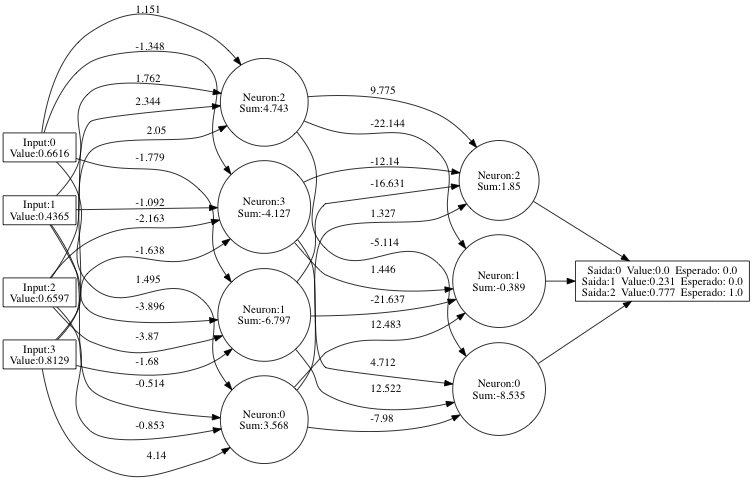 Input:0
Value:0.6616
Input:1
Value:0.4365
Input:2
Value:0.6597
Input:3
Value:0.8129
1.151
-1.348
1.762
2.344
2.05
-1.779
-1.092
-2.163
-1.638
1.495
-3.896
-3.87
-1.68
-0.514
-0.853
4.14
Neuron:2
Sum:4.743
Neuron:3
Sum:-4.127
Neuron:1
Sum:-6.797
Neuron:0
Sum:3.568
9.775
-22.144
-12.14
-16.631
1.327
-5.114
1.446
-21.637
12.483
4.712
12.522
-7.98
Neuron:2
Sum:1.85
Neuron:1
Sum:-0.389
Neuron:0
Sum:-8.535
Saida:0 Value:0.0 Esperado: 0.0
Saida:1 Value:0.231 Esperado: 0.0
Saida:2 Value:0.777 Esperado: 1.0